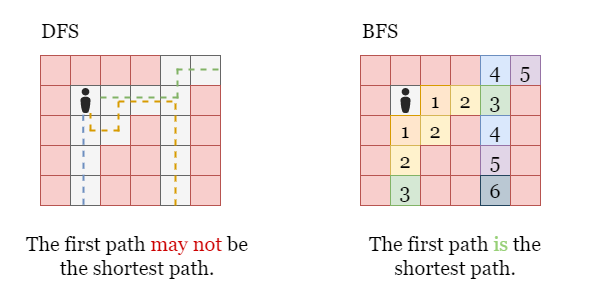 DFS
The first path may not be
the shortest path.
BFS
4 5
1 2 3
1 2 4
2 5
3 6
The first path is the
shortest path.